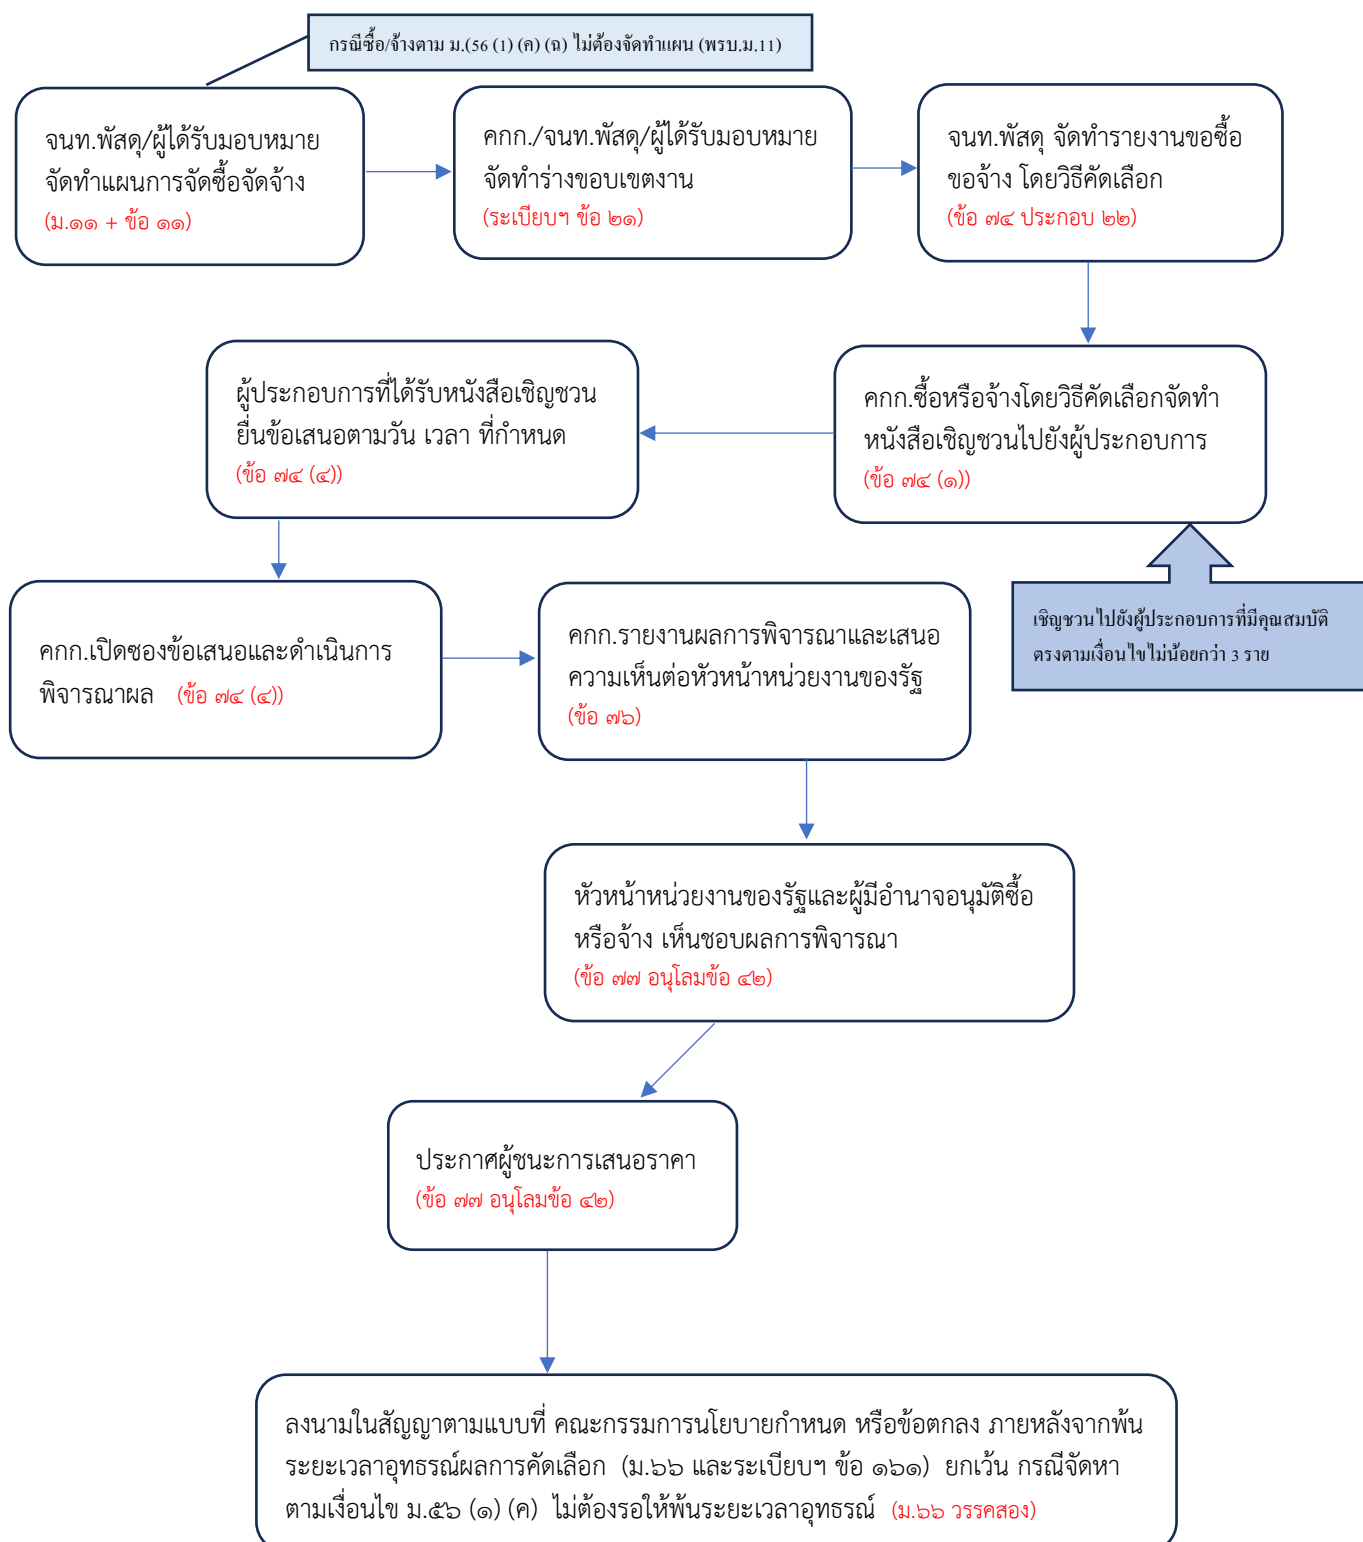 กรณีซื้อ/จ้างตาม ม.(56 (1) (ค) (ฉ) ไม่ต้องจัดทำแผน (พรบ.ม.11)
จนท.พัสดุ/ผู้ได้รับมอบหมาย
จัดทำแผนการจัดซื้อจัดจ้าง
(ม.๑๑ + ข้อ ๑๑)
คกก./จนท.พัสดุ/ผู้ได้รับมอบหมาย
จัดทำร่างขอบเขตงาน
(ระเบียบฯ ข้อ ๒๑)
จนท.พัสดุ จัดทำรายงานขอซื้อ
ขอจ้าง โดยวิธีคัดเลือก
(ข้อ ๗๔ ประกอบ ๒๒)
คกก.ซื้อหรือจ้างโดยวิธีคัดเลือกจัดทำ
หนังสือเชิญชวนไปยังผู้ประกอบการ
(ข้อ ๗๔ (๑))
เชิญชวนไปยังผู้ประกอบการที่มีคุณสมบัติ
ตรงตามเงื่อนไขไม่น้อยกว่า 3 ราย
ผู้ประกอบการที่ได้รับหนังสือเชิญชวน
ยื่นข้อเสนอตามวัน เวลา ที่กำหนด
(ข้อ ๗๔ (๔))
คกก.เปิดซองข้อเสนอและดำเนินการ
พิจารณาผล (ข้อ ๗๔ (๔))
คกก.รายงานผลการพิจารณาและเสนอ
ความเห็นต่อหัวหน้าหน่วยงานของรัฐ
(ข้อ ๗๖)
หัวหน้าหน่วยงานของรัฐและผู้มีอำนาจอนุมัติซื้อ
หรือจ้าง เห็นชอบผลการพิจารณา
(ข้อ ๗๗ อนุโลมข้อ ๔๒)
ประกาศผู้ชนะการเสนอราคา
(ข้อ ๗๗ อนุโลมข้อ ๔๒)
ลงนามในสัญญาตามแบบที่ คณะกรรมการนโยบายกำหนด หรือข้อตกลง ภายหลังจากพ้น
ระยะเวลาอุทธรณ์ผลการคัดเลือก (ม.๖๖ และระเบียบฯ ข้อ ๑๖๑) ยกเว้น กรณีจัดหา
ตามเงื่อนไข ม.๕๖ (๑) (ค) ไม่ต้องรอให้พ้นระยะเวลาอุทธรณ์ (ม.๖๖ วรรคสอง)